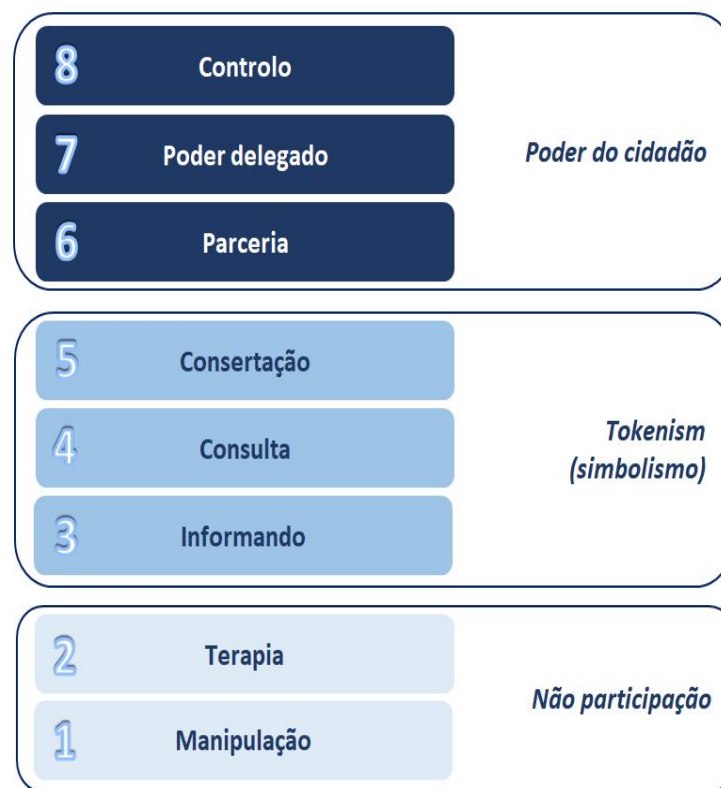 8 Controlo
7 Poder delegado
Poder do cidadão
6 Parceria
5 Consertação
4 Consulta
Tokenism
(simbolismo)
3 Informando
2 Terapia
Não participação
1 Manipulação